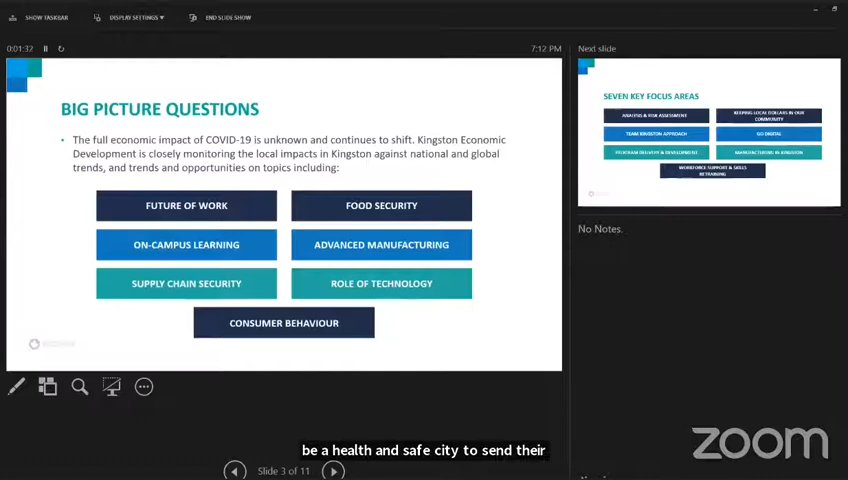 SHOW TASKBAR
DISPLAY SETTINGS ▾
END SLIDE SHOW
0:01:32
7:12 PM
Next slide
BIG PICTURE QUESTIONS
• The full economic impact of COVID-19 is unknown and continues to shift. Kingston Economic
Development is closely monitoring the local impacts in Kingston against national and global
trends, and trends and opportunities on topics including:
FUTURE OF WORK
FOOD SECURITY
ON-CAMPUS LEARNING
ADVANCED MANUFACTURING
SUPPLY CHAIN SECURITY
ROLE OF TECHNOLOGY
CONSUMER BEHAVIOUR
SEVEN KEY FOCUS AREAS
ANALYSIS & RISK ASSESSMENT
KEEPING LOCAL DOLLARS IN OUR
COMMUNITY
TEAM KINGSTON APPROACH
GO DIGITAL
PROGRAM DELIVERY & DEVELOPMENT
MANUFACTURING IN KINGSTON
WORKFORCE SUPPORT & SKILLS
RETRAINING
No Notes.
be a health and safe city to send their
Slide 3 of 11
zoom